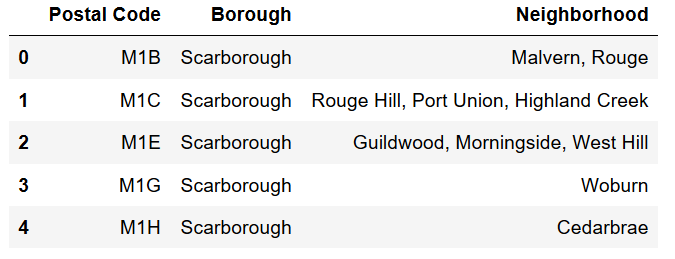 Postal Code Borough Neighborhood
0 M1B Scarborough Malvern, Rouge
1 M1C Scarborough Rouge Hill, Port Union, Highland Creek
2 M1E Scarborough Guildwood, Morningside, West Hill
3 M1G Scarborough Woburn
4 M1H Scarborough Cedarbrae